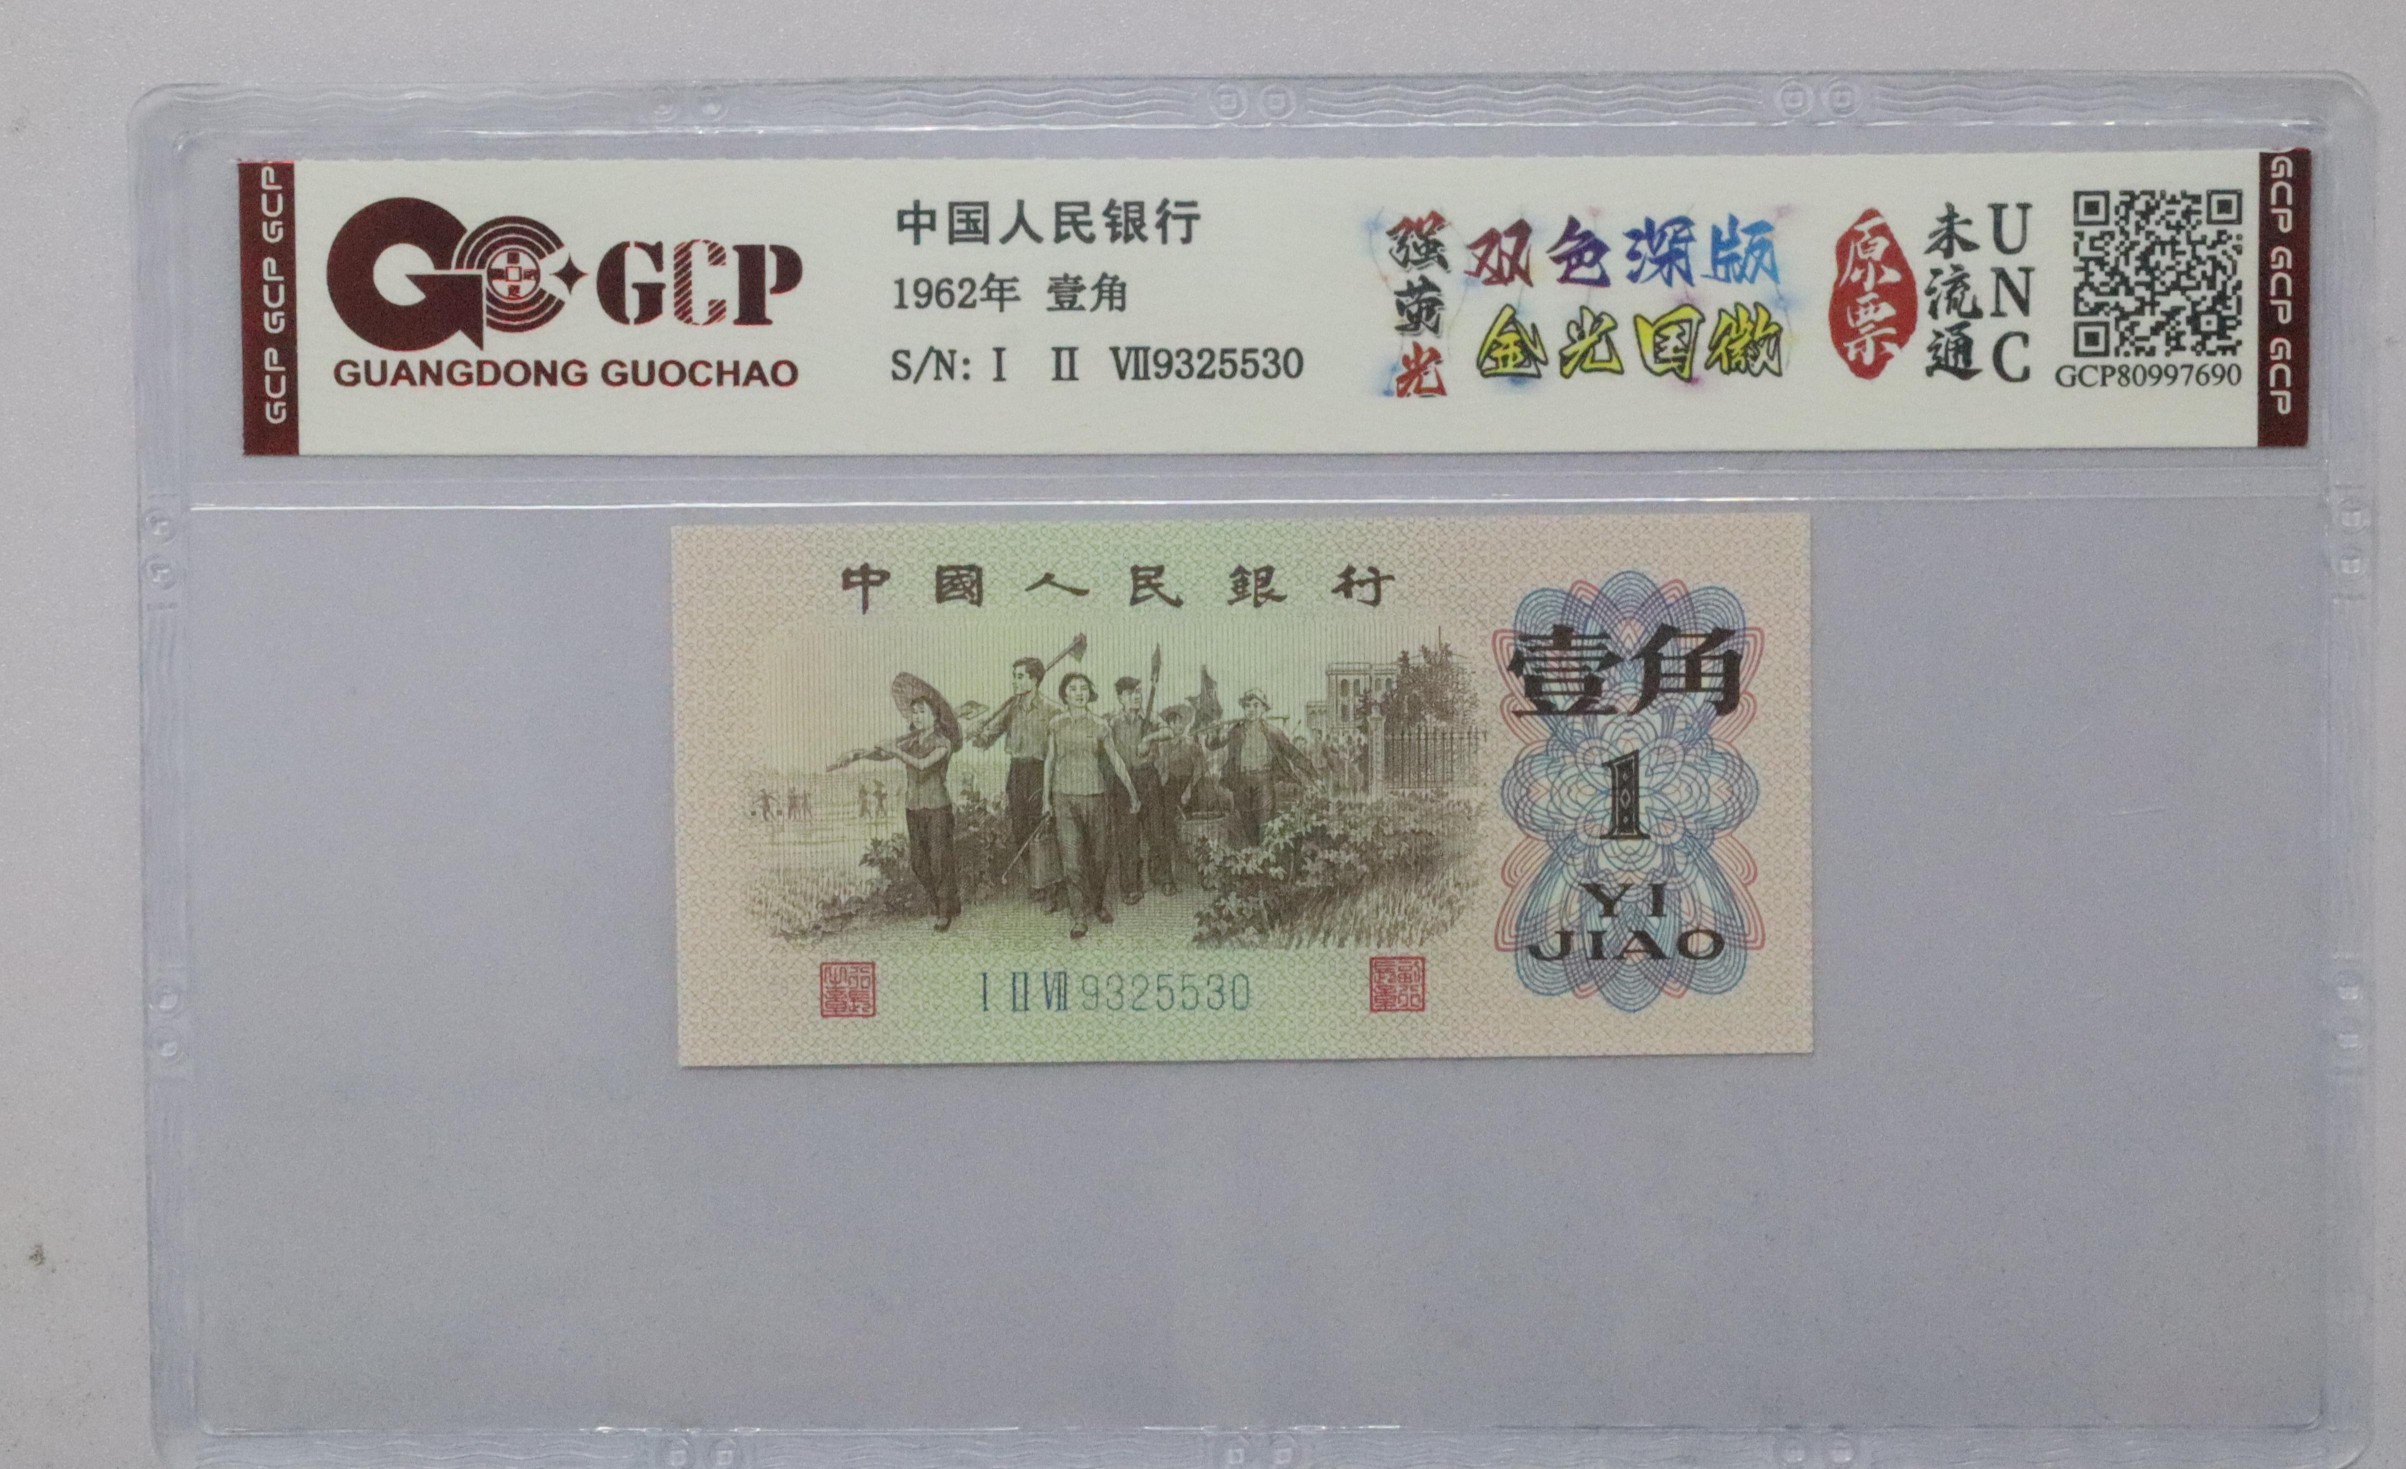 GCP GCP GCP
GCP
GUANGDONG GUOCHAO
中国人民银行
1962年 壹角
S/N: I II VII9325530
强荧光
双色深版
金光国徽
原票
未流通
UNC
GCP80997690
GCP GCP GCP
中國人民銀行
壹角
1
YI
JIAO
I II VII 9325530